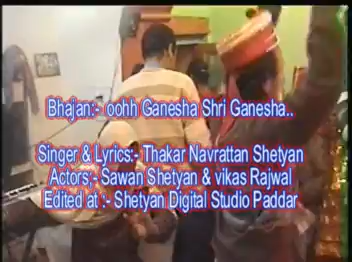 Bhajan:- oohh Ganesha Shri Ganesha..
Singer & Lyrics:- Thakar Navrattan Shetyan
Actors;- Sawan Shetyan & vikas Rajwal
Edited at :- Shetyan Digital Studio Paddar